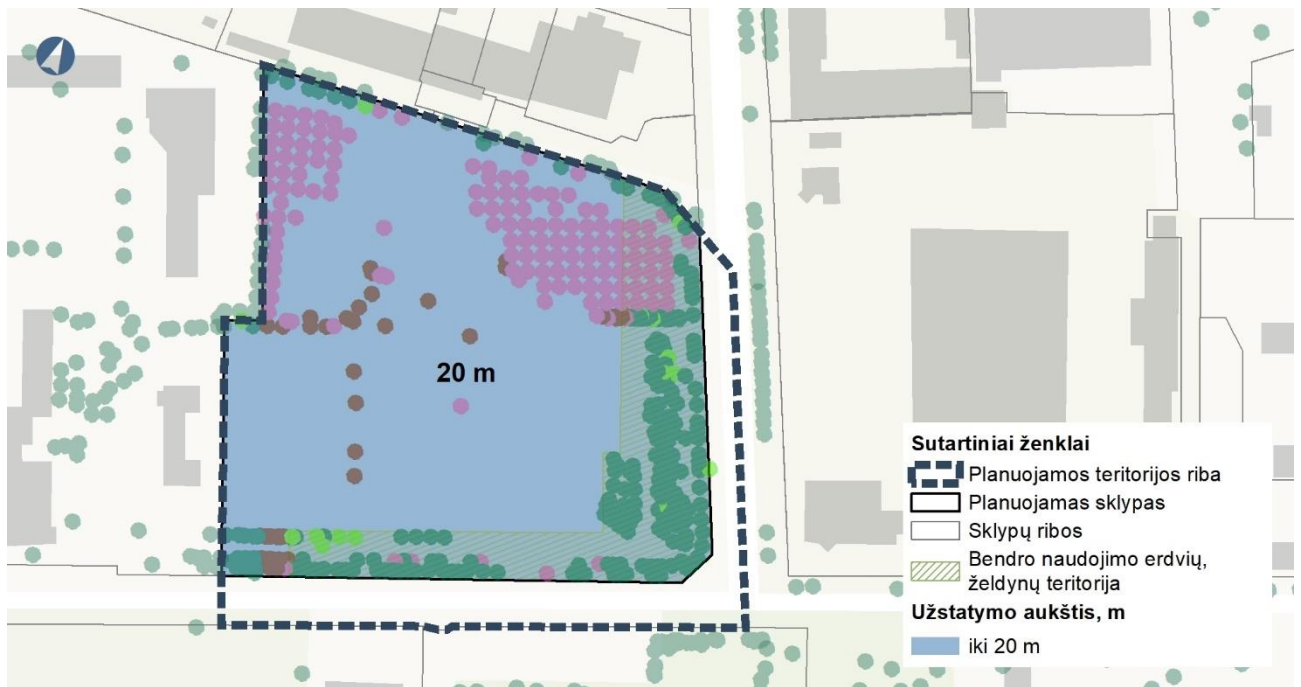 20 m
Sutartiniai ženklai
Planuojamos teritorijos riba
Planuojamas sklypas
Sklypų ribos
Bendro naudojimo erdvių,
želdynų teritorija
Užstatymo aukštis, m
iki 20 m